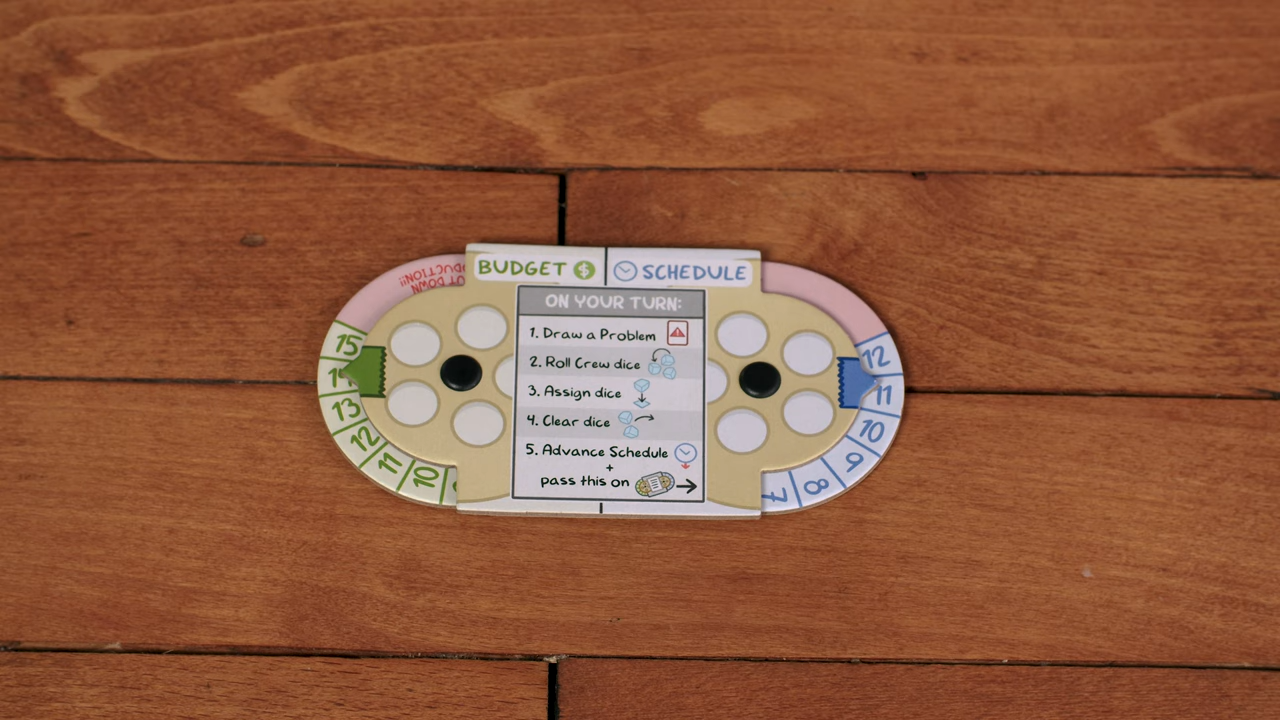 BUDGET $
SCHEDULE
ON YOUR TURN:
1. Draw a Problem
2. Roll Crew dice
3. Assign dice
4. Clear dice
5. Advance Schedule
+
pass this on
DOWN
15
13
12
11
10
12
11
10
9
8
7